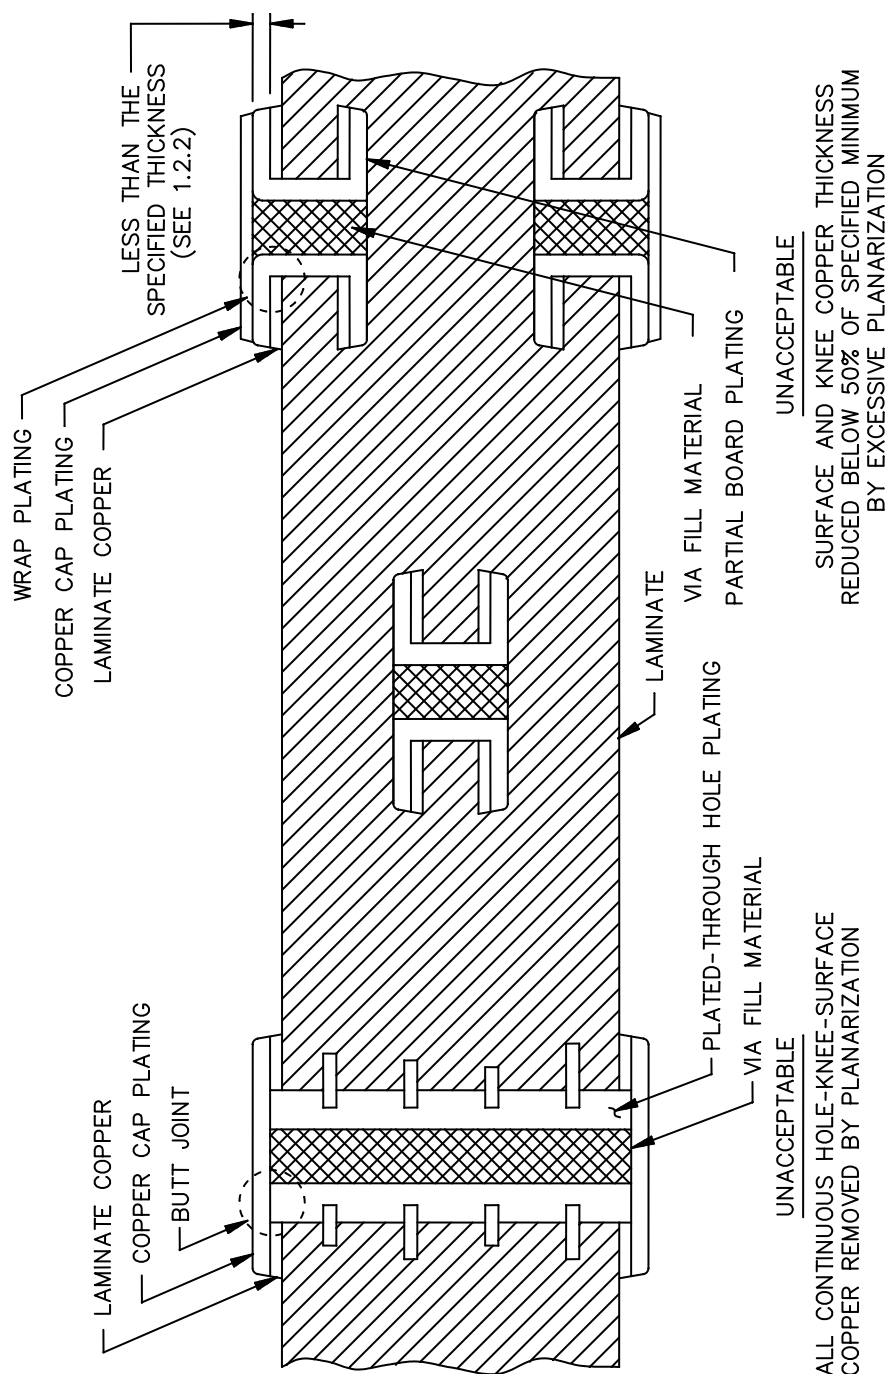 LAMINATE COPPER
COPPER CAP PLATING
BUTT JOINT
WRAP PLATING
COPPER CAP PLATING
LAMINATE COPPER
LESS THAN THE
SPECIFIED THICKNESS
(SEE 1.2.2)
PLATED-THROUGH HOLE PLATING
VIA FILL MATERIAL
LAMINATE
VIA FILL MATERIAL
PARTIAL BOARD PLATING
UNACCEPTABLE
ALL CONTINUOUS HOLE-KNEE-SURFACE
COPPER REMOVED BY PLANARIZATION
UNACCEPTABLE
SURFACE AND KNEE COPPER THICKNESS
REDUCED BELOW 50% OF SPECIFIED MINIMUM
BY EXCESSIVE PLANARIZATION